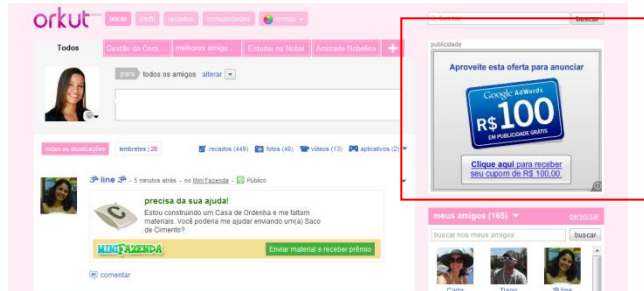 orkut
início perfil recados comunidades temas
buscar
Todos Gestão da Com... melhores amigo... Estudei no Nobel Amizade Nobelina +
para todos os amigos alterar
todas as atualizações lembretes | 26 recados (449) fotos (40) vídeos (13) aplicativos (2)
line - 5 minutos atrás - no Mini Fazenda - Público
precisa da sua ajuda!
Estou construindo um Casa de Ordenha e me faltam
materiais. Você poderia me ajudar enviando um(a) Saco
de Cimento?
MINIFAZENDA Enviar material e receber prêmio
comentar
publicidade
Aproveite esta oferta para anunciar
Google AdWords
R$100
EM PUBLICIDADE GRÁTIS
Clique aqui para receber
seu cupom de R$ 100,00.
meus amigos (165) gerenciar
buscar nos meus amigos buscar
Carla Tiago line